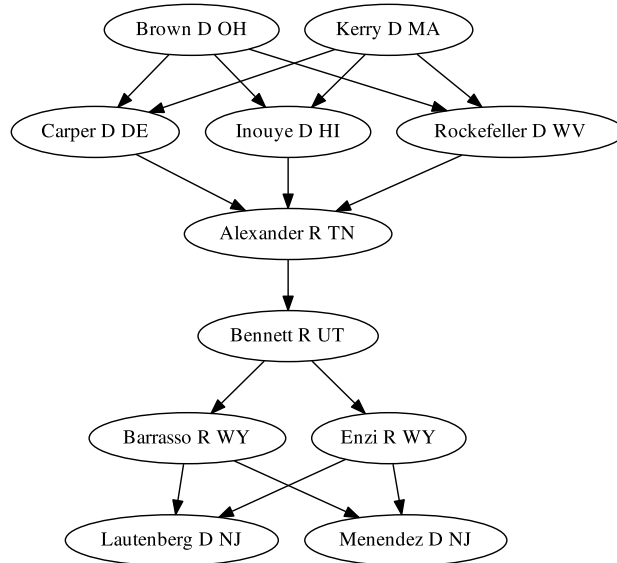 Brown D OH
Kerry D MA
Carper D DE
Inouye D HI
Rockefeller D WV
Alexander R TN
Bennett R UT
Barrasso R WY
Enzi R WY
Lautenberg D NJ
Menendez D NJ